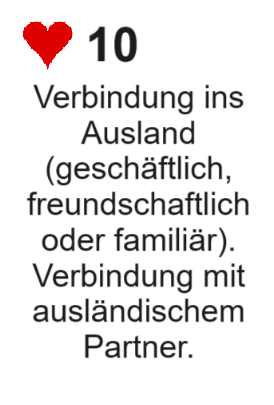 10
Verbindung ins
Ausland
(geschäftlich,
freundschaftlich
oder familiär).
Verbindung mit
ausländischem
Partner.